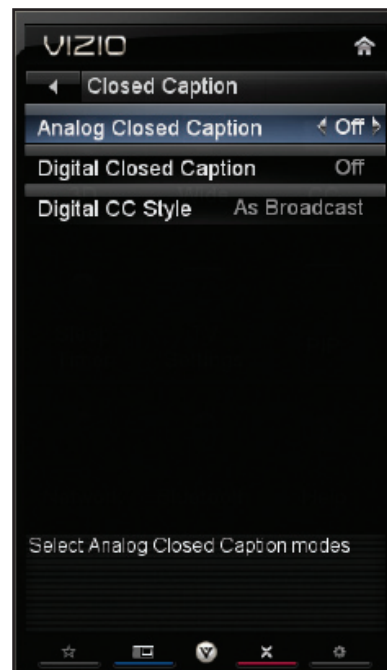 VIZIO
Closed Caption
Analog Closed Caption Off
Digital Closed Caption Off
Digital CC Style As Broadcast
Select Analog Closed Caption modes